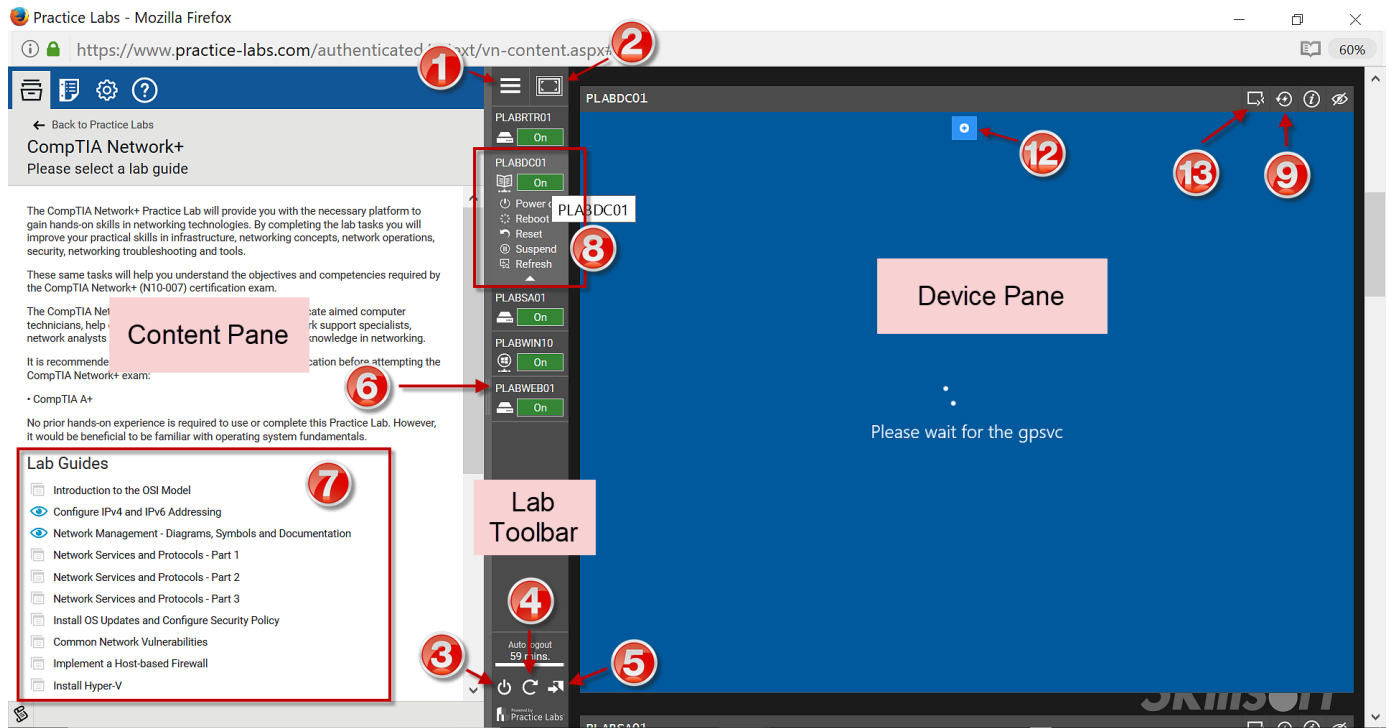 Practice Labs - Mozilla Firefox
https://www.practice-labs.com/authenticated
ext/vn-content.aspx#
60%
1
2
Back to Practice Labs
CompTIA Network+
Please select a lab guide
The CompTIA Network+ Practice Lab will provide you with the necessary platform to
gain hands-on skills in networking technologies. By completing the lab tasks you will
improve your practical skills in infrastructure, networking concepts, network operations,
security, networking troubleshooting and tools.
These same tasks will help you understand the objectives and competencies required by
the CompTIA Network+ (N10-007) certification exam.
The CompTIA Net
cate aimed computer
technicians, help
rk support specialists,
network analysts
knowledge in networking.
It is recommende
cation before attempting the
CompTIA Network+ exam:
• CompTIA A+
No prior hands-on experience is required to use or complete this Practice Lab. However,
it would be beneficial to be familiar with operating system fundamentals.
Content Pane
6
Lab Guides
7
Introduction to the OSI Model
Configure IPv4 and IPv6 Addressing
Network Management - Diagrams, Symbols and Documentation
Network Services and Protocols - Part 1
Network Services and Protocols - Part 2
Network Services and Protocols - Part 3
Install OS Updates and Configure Security Policy
Common Network Vulnerabilities
Implement a Host-based Firewall
Install Hyper-V
PLABRTR01
On
PLABDC01
On
Power o
PLABDC01
Reboot
Reset
Suspend
Refresh
8
PLABSA01
On
PLABWIN10
On
PLABWEB01
On
Lab
Toolbar
4
3
5
Auto logout
59 mins.
Powered by
Practice Labs
PLABDC01
12
13
9
Device Pane
Please wait for the gpsvc
Skillsoft
PLABSA01